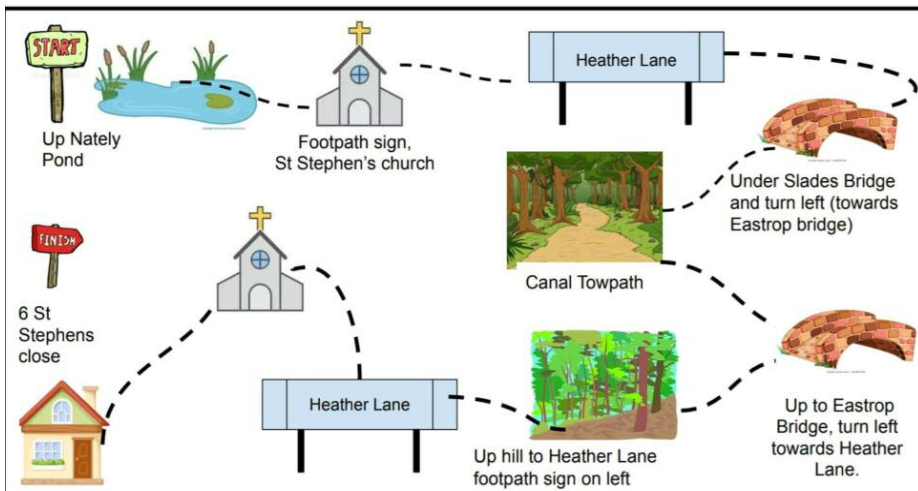 START
Up Nately
Pond
Footpath sign,
St Stephen's church
Heather Lane
Under Slades Bridge
and turn left (towards
Eastrop bridge)
Canal Towpath
Up to Eastrop
Bridge, turn left
towards Heather
Lane.
Up hill to Heather Lane
footpath sign on left
Heather Lane
FINISH
6 St
Stephens
close